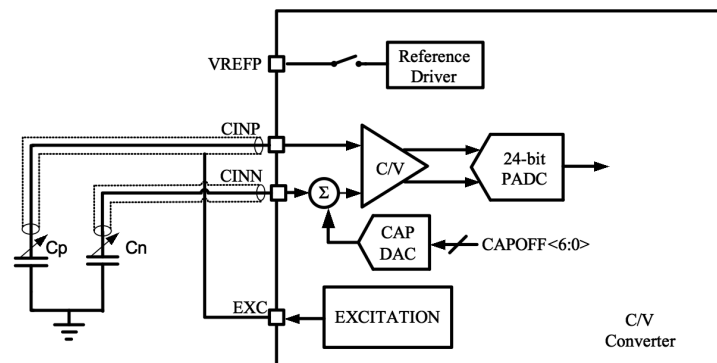 VREFP
Reference
Driver
CINP
C/V
24-bit
PADC
CINN
Σ
CAP
DAC
CAPOFF<6:0>
Cp
Cn
EXC
EXCITATION
C/V
Converter